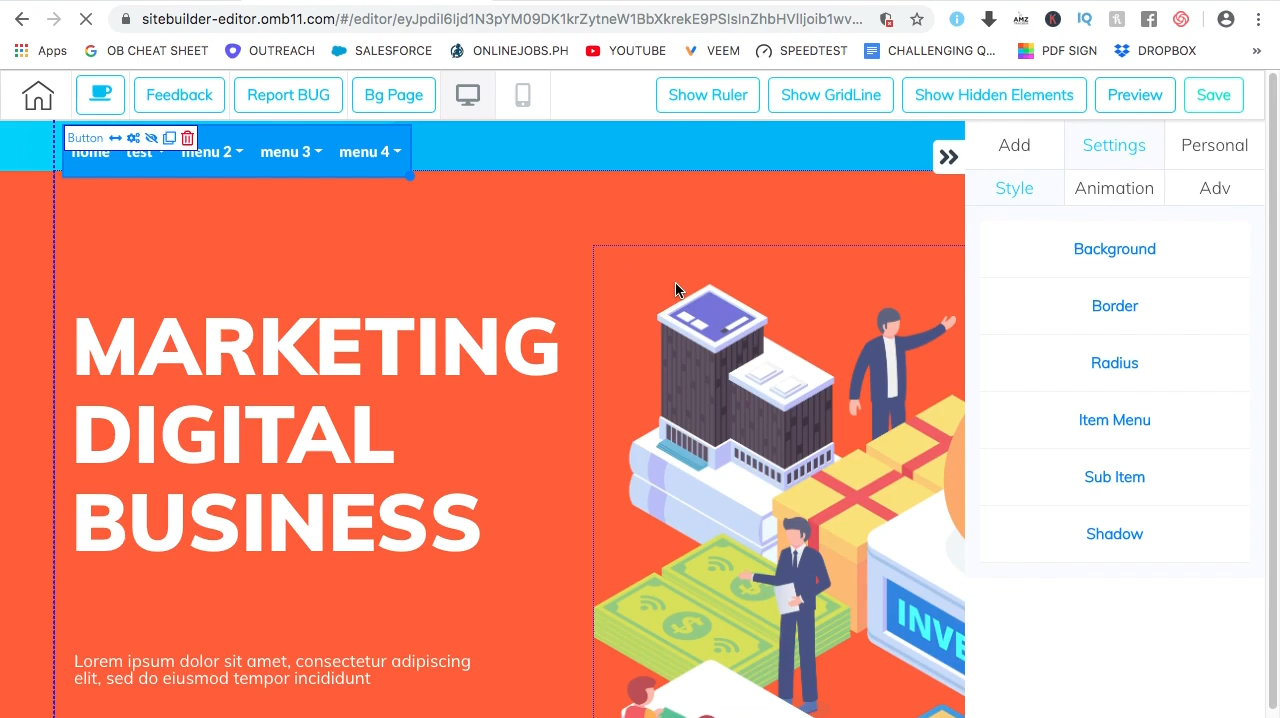 sitebuilder-editor.omb11.com/#/editor/eyJpdiI6Ijd1N3pYM09DK1krZytneW1BbXkrekE9PSIsInZhbHVlIjoib1wv...
Apps
OB CHEAT SHEET
OUTREACH
SALESFORCE
ONLINEJOBS.PH
YOUTUBE
VEEM
SPEEDTEST
CHALLENGING Q...
PDF SIGN
DROPBOX
AMZ
K
IQ
Feedback
Report BUG
Bg Page
Show Ruler
Show GridLine
Show Hidden Elements
Preview
Save
Button
home test menu 2 menu 3 menu 4
Add
Settings
Personal
Style
Animation
Adv
Background
Border
Radius
Item Menu
Sub Item
Shadow
MARKETING
DIGITAL
BUSINESS
Lorem ipsum dolor sit amet, consectetur adipiscing
elit, sed do eiusmod tempor incididunt
INVE